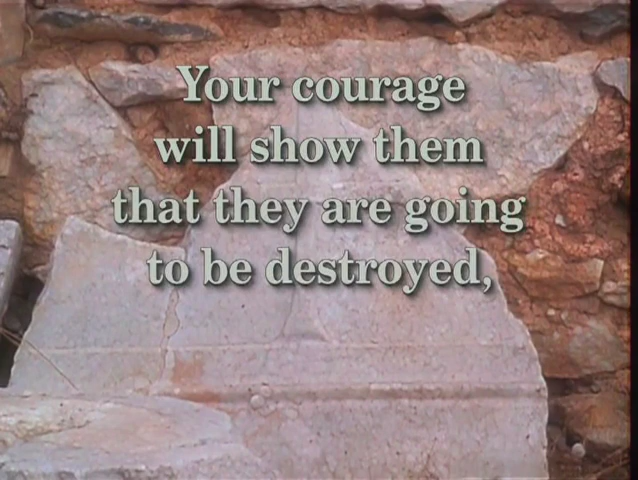 Your courage
will show them
that they are going
to be destroyed,